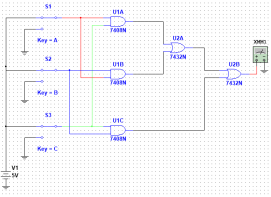 S1
U1A
7408N
Key = A
U2A
7432N
XMM1
S2
U1B
7408N
U2B
7432N
Key = B
S3
U1C
7408N
Key = C
V1
5V